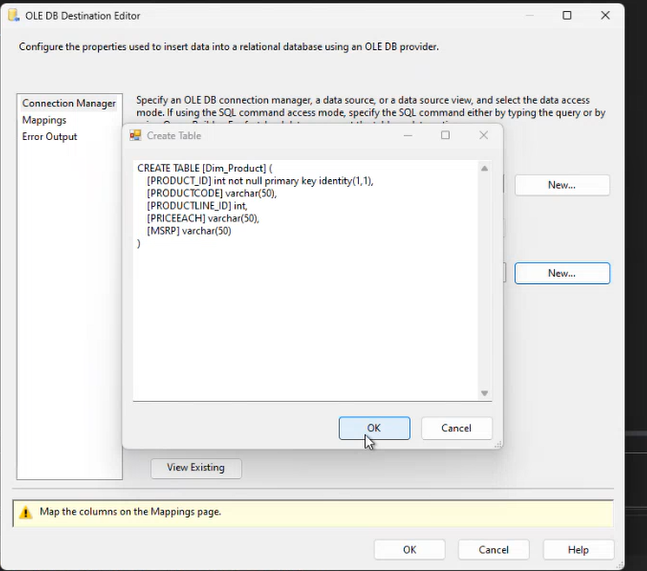 OLE DB Destination Editor
Configure the properties used to insert data into a relational database using an OLE DB provider.
Connection Manager
Mappings
Error Output
Specify an OLE DB connection manager, a data source, or a data source view, and select the data access
mode. If using the SQL command access mode, specify the SQL command either by typing the query or by
Create Table
CREATE TABLE [Dim_Product] (
[PRODUCT_ID] int not null primary key identity(1,1),
[PRODUCTCODE] varchar(50),
[PRODUCTLINE_ID] int,
[PRICEEACH] varchar(50),
[MSRP] varchar(50)
)
New...
New...
OK
Cancel
View Existing
Map the columns on the Mappings page.
OK
Cancel
Help